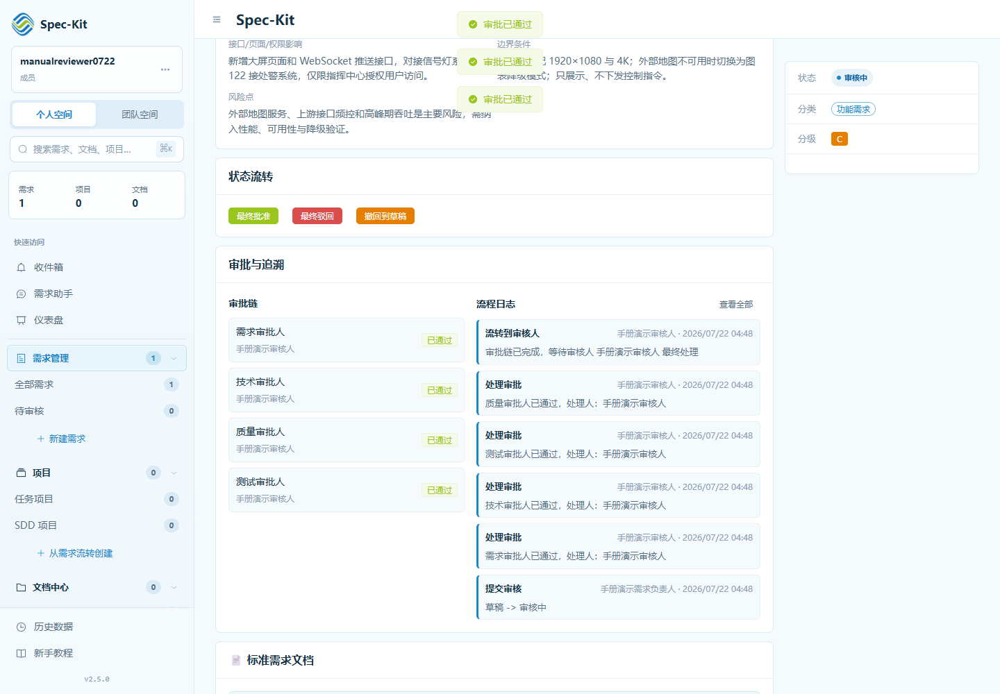 Spec-Kit
manualreviewer0722
成员
个人空间
团队空间
搜索需求、文档、项目...
⌘K
需求
项目
文档
1
0
0
快速访问
收件箱
需求助手
仪表盘
需求管理
1
全部需求
1
待审核
0
+ 新建需求
项目
0
任务项目
0
SDD 项目
0
+ 从需求流转创建
文档中心
0
历史数据
新手教程
v2.5.0
Spec-Kit
审批已通过
审批已通过
审批已通过
接口/页面/权限影响
新增大屏页面和 WebSocket 推送接口，对接信号灯系
122 接处警系统，仅限指挥中心授权用户访问。
边界条件
1920×1080 与 4K；外部地图不可用时切换为图
表降级模式；只展示、不下发控制指令。
风险点
外部地图服务、上游接口频控和高峰期吞吐是主要风险，需纳
入性能、可用性与降级验证。
状态流转
最终批准
最终驳回
撤回到草稿
审批与追溯
审批链
需求审批人
手册演示审核人
已通过
技术审批人
手册演示审核人
已通过
质量审批人
手册演示审核人
已通过
测试审批人
手册演示审核人
已通过
流程日志
查看全部
流转到审核人
手册演示审核人 · 2026/07/22 04:48
审批链已完成，等待审核人 手册演示审核人 最终处理
处理审批
手册演示审核人 · 2026/07/22 04:48
质量审批人已通过，处理人：手册演示审核人
处理审批
手册演示审核人 · 2026/07/22 04:48
测试审批人已通过，处理人：手册演示审核人
处理审批
手册演示审核人 · 2026/07/22 04:48
技术审批人已通过，处理人：手册演示审核人
处理审批
手册演示审核人 · 2026/07/22 04:48
需求审批人已通过，处理人：手册演示审核人
提交审核
手册演示需求负责人 · 2026/07/22 04:48
草稿 -> 审核中
标准需求文档
状态
审核中
分类
功能需求
分级
C